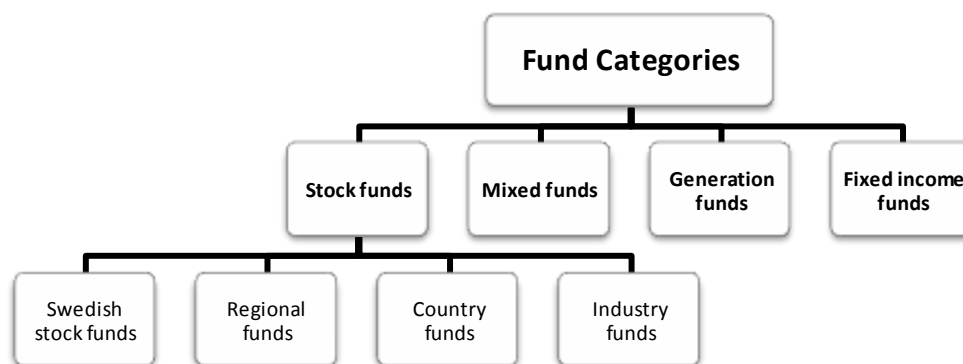 Fund Categories
Stock funds
Mixed funds
Generation
funds
Fixed income
funds
Swedish
stock funds
Regional
funds
Country
funds
Industry
funds